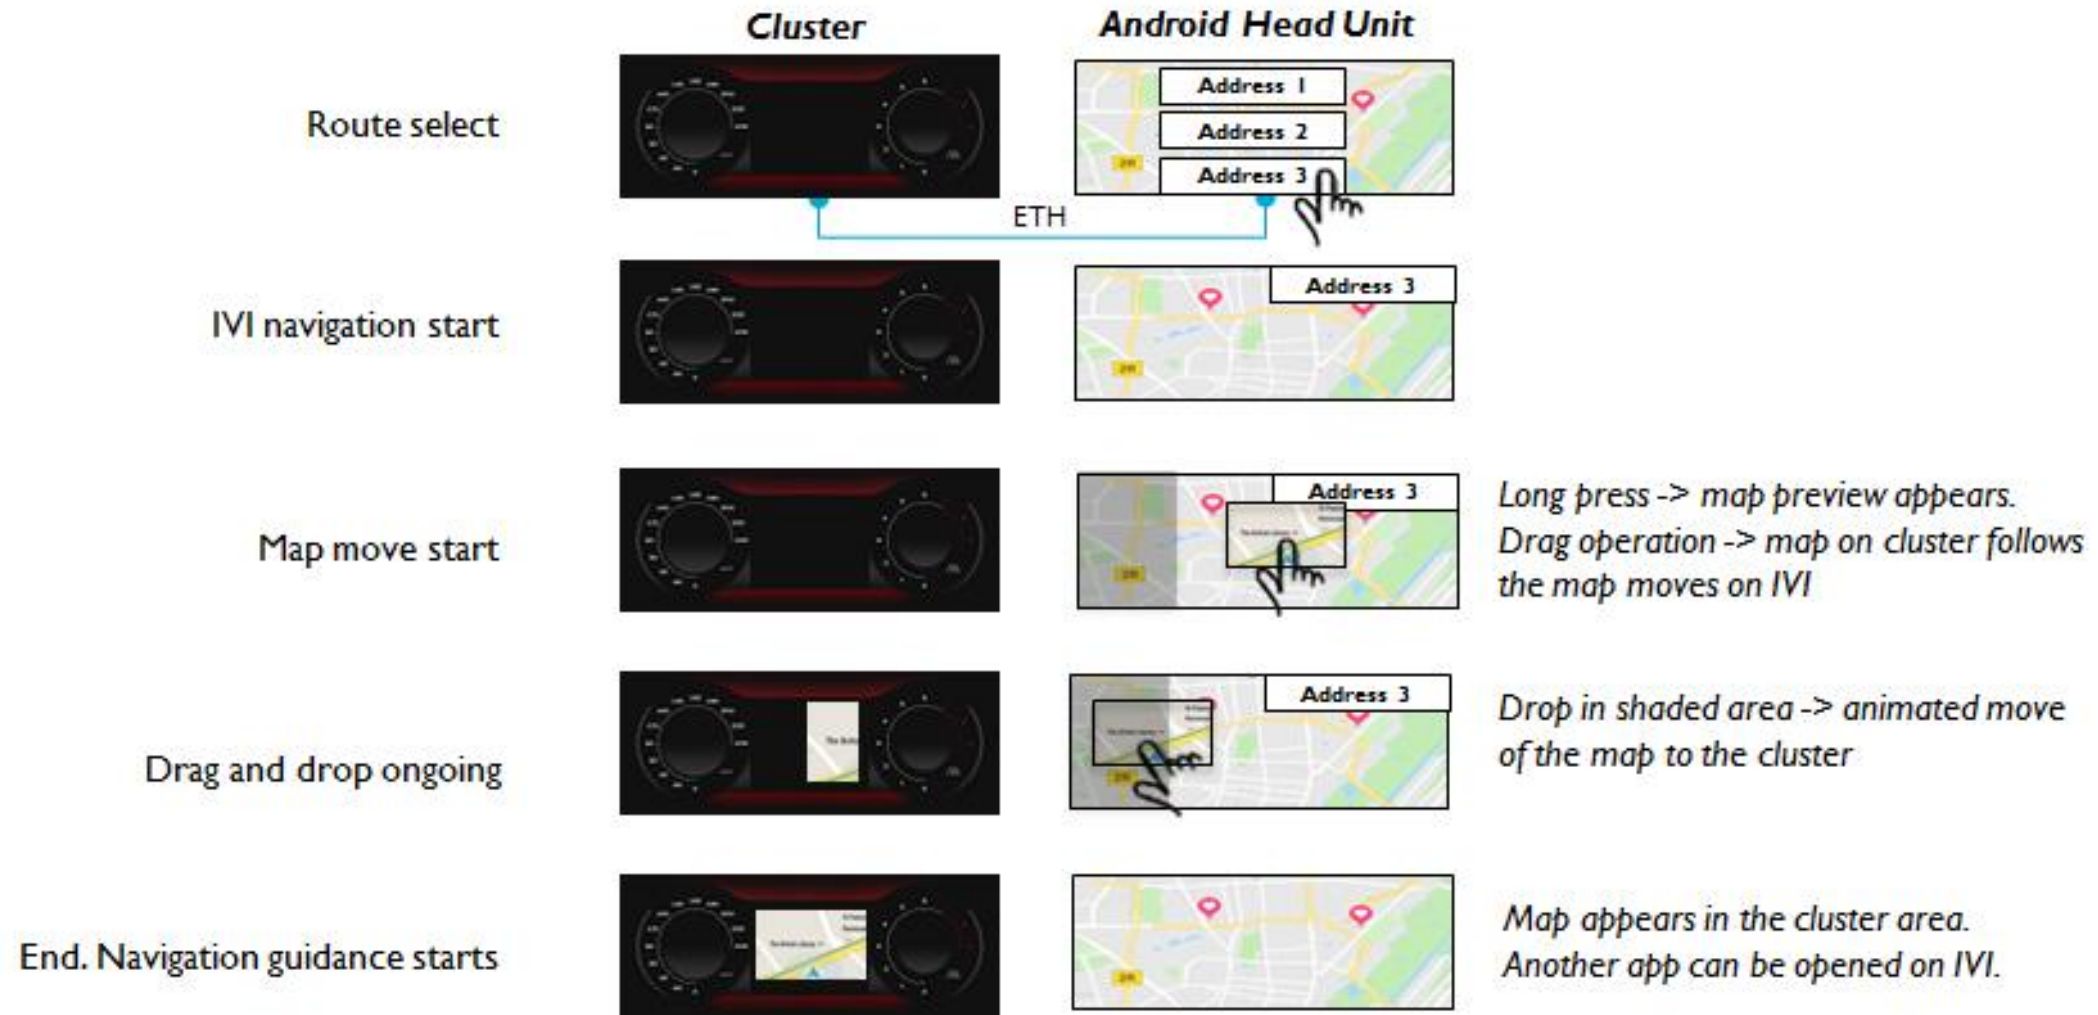 Cluster
Android Head Unit
Route select
Address 1
Address 2
Address 3
ETH
IVI navigation start
Address 3
Map move start
Address 3
Long press -> map preview appears.
Drag operation -> map on cluster follows
the map moves on IVI
Drag and drop ongoing
Address 3
Drop in shaded area -> animated move
of the map to the cluster
End. Navigation guidance starts
Map appears in the cluster area.
Another app can be opened on IVI.